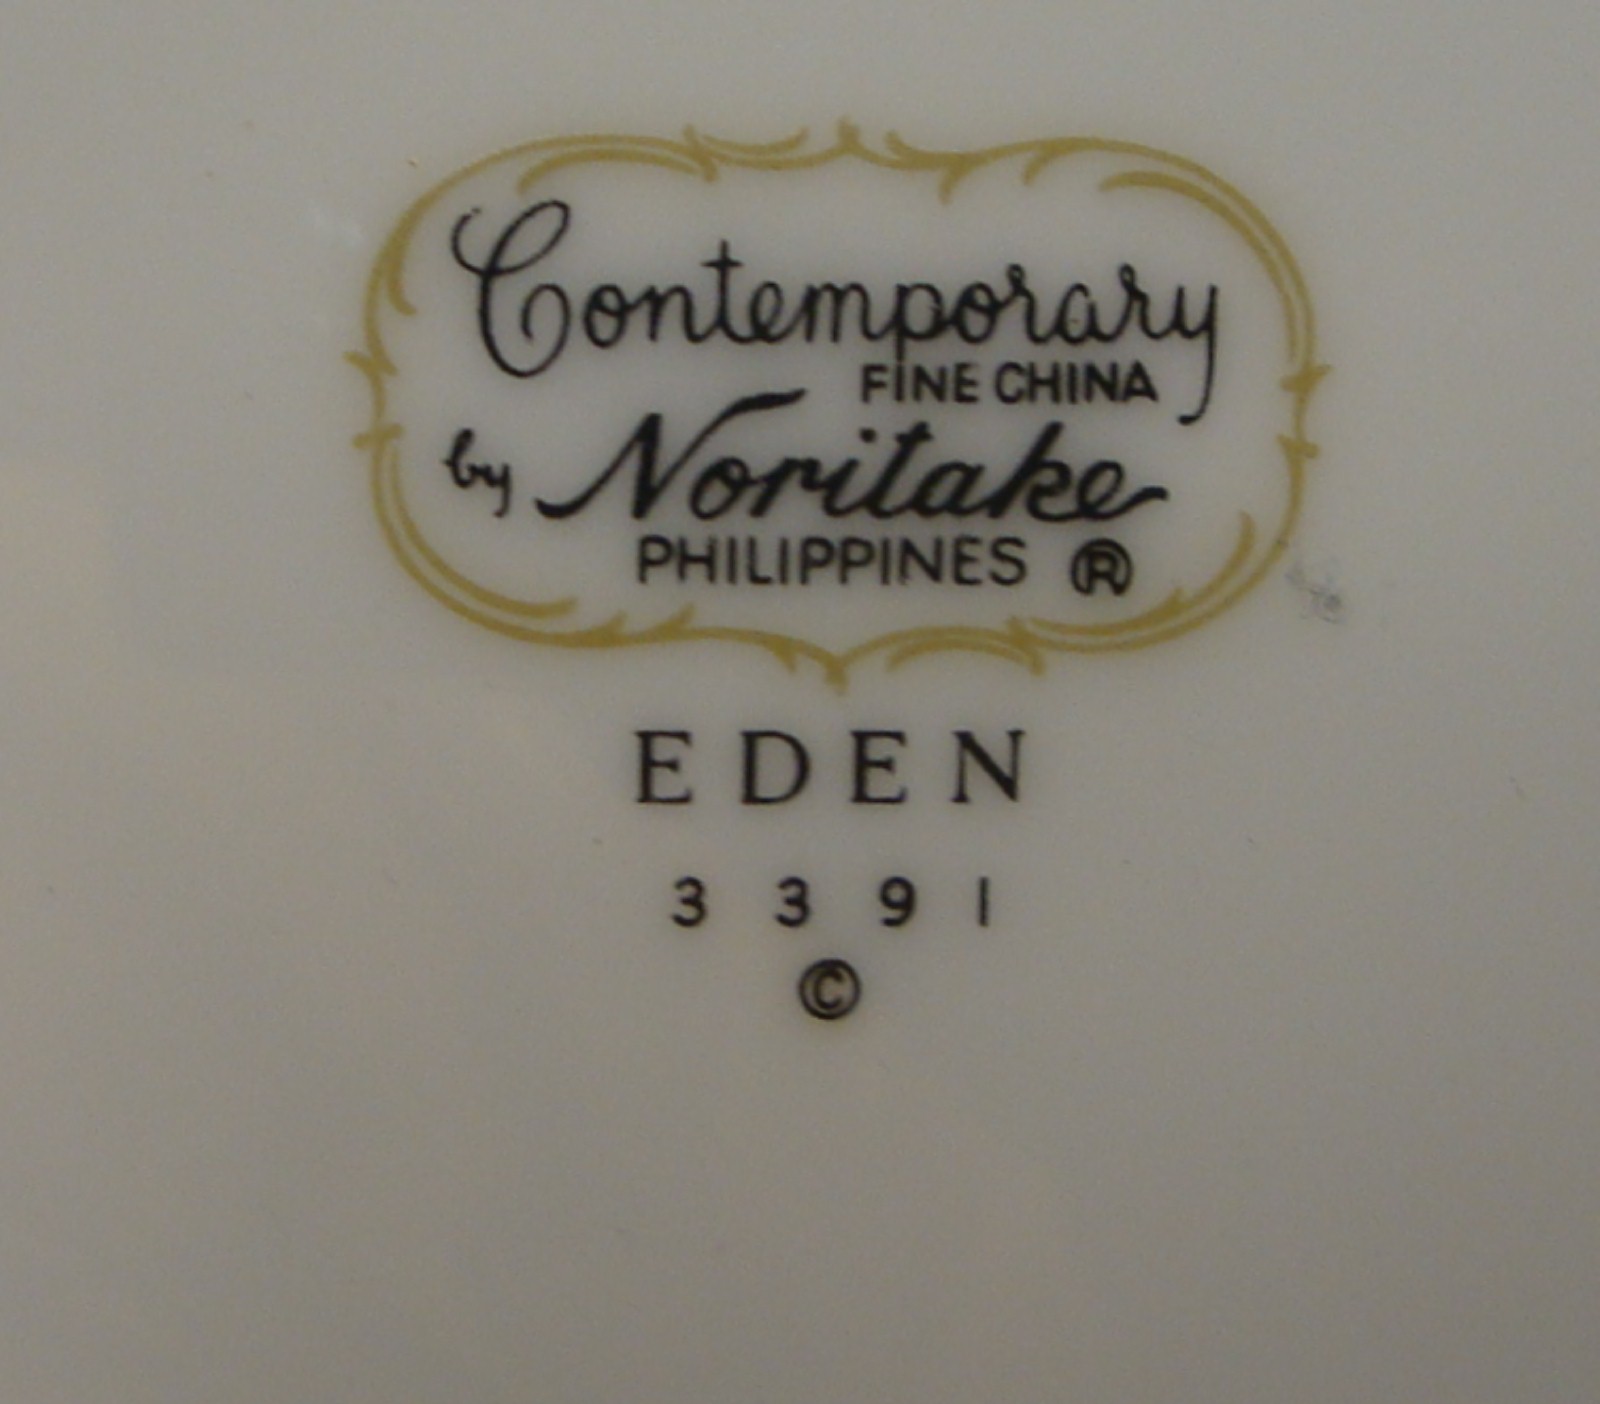 Contemporary
FINE CHINA
by Noritake
PHILIPPINES ®
EDEN
3391
©